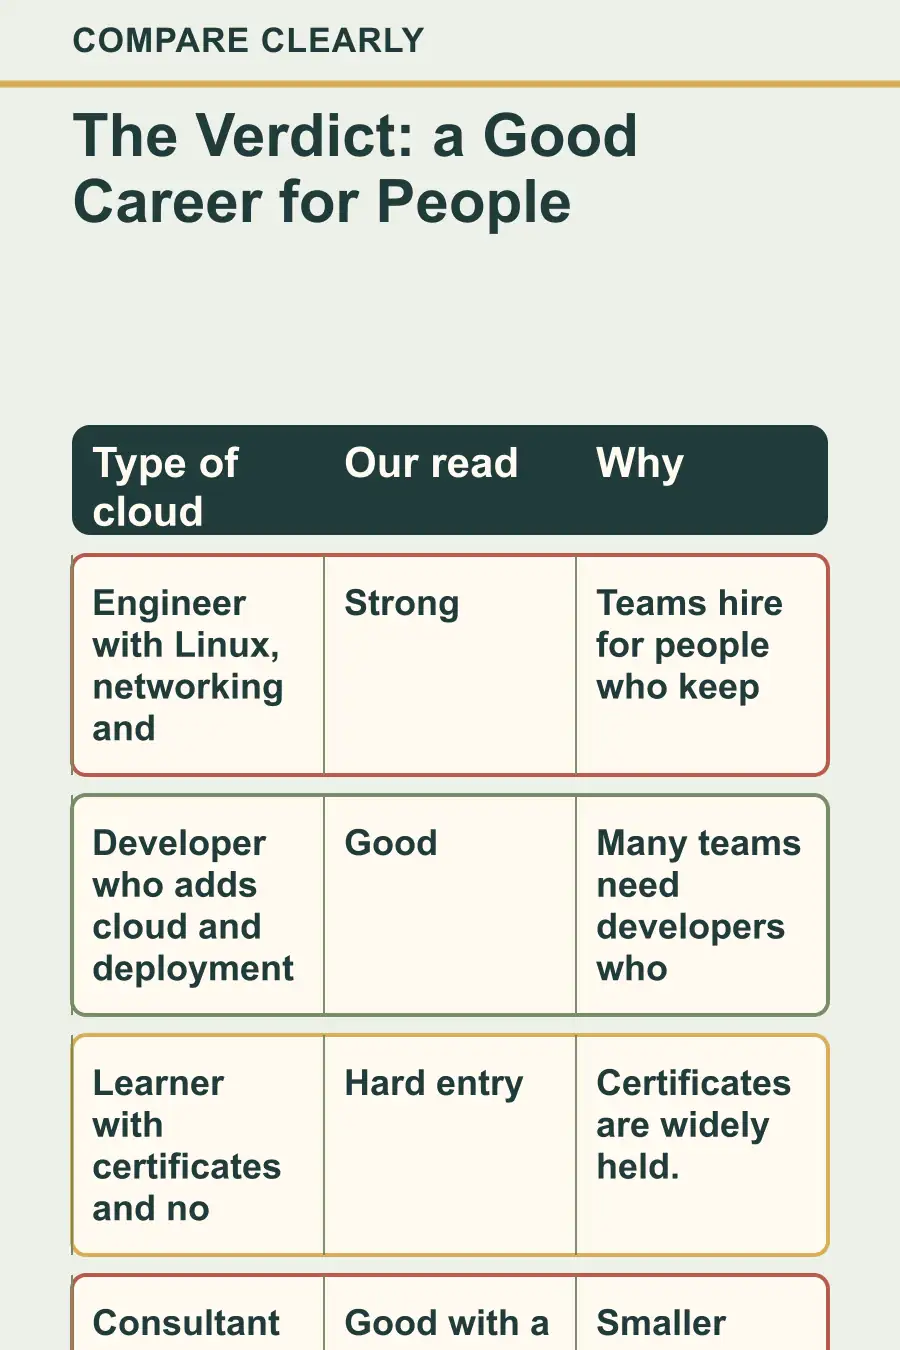 COMPARE CLEARLY
The Verdict: a Good
Career for People
Type of
cloud
Our read
Why
Engineer
with Linux,
networking
and
Strong
Teams hire
for people
who keep
Developer
who adds
cloud and
deployment
Good
Many teams
need
developers
who
Learner
with
certificates
and no
Hard entry
Certificates
are widely
held.
Consultant
Good with a
Smaller